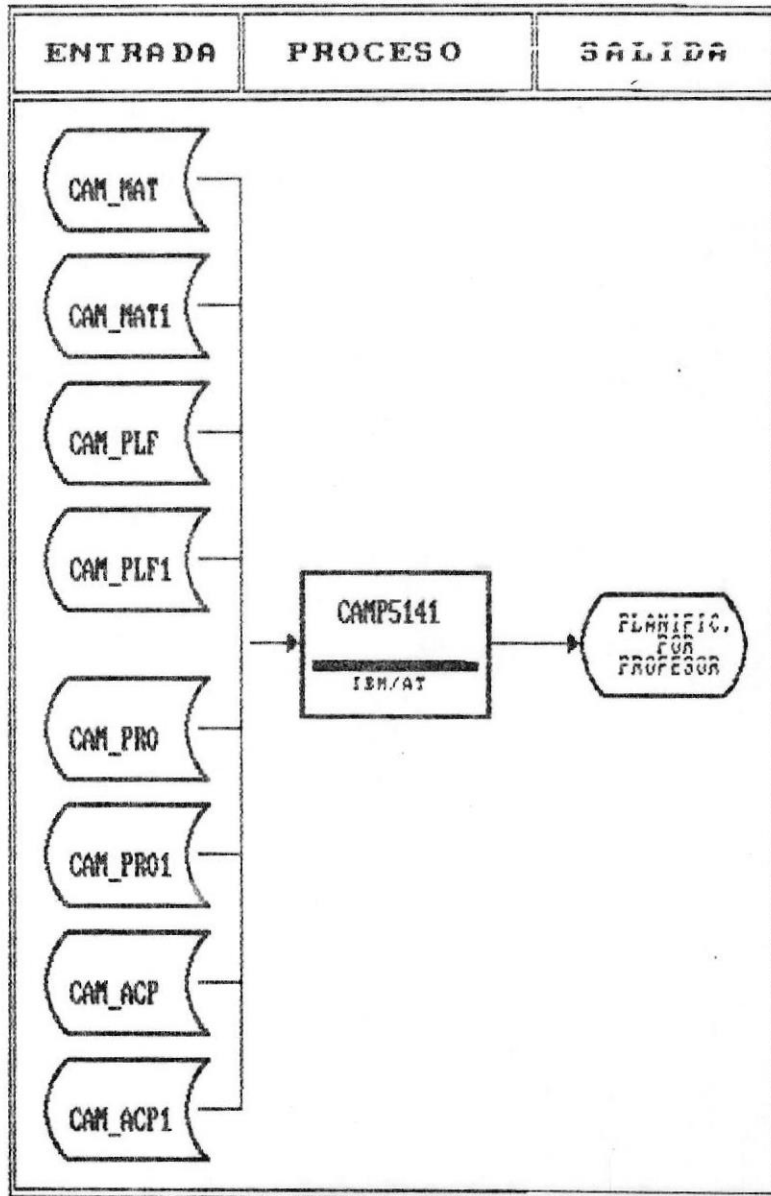 ENTRADA
PROCESO
SALIDA
CAM_MAT
CAM_MAT1
CAM_PLF
CAM_PLF1
CAM_PRO
CAM_PRO1
CAM_ACP
CAM_ACP1
CAMP5141
IBM/AT
PLANIFIC.
POR
PROFESOR